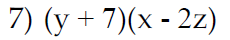 7) (y + 7)(x - 2z)